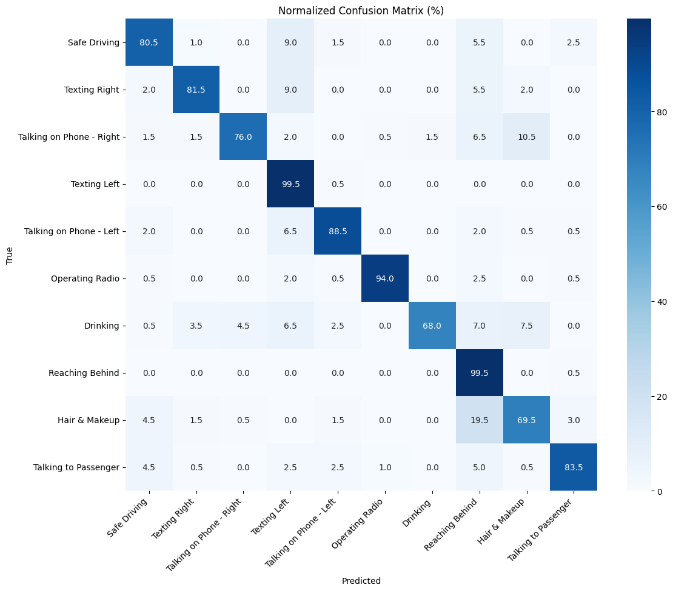 Normalized Confusion Matrix (%)
Safe Driving 80.5 1.0 0.0 9.0 1.5 0.0 0.0 5.5 0.0 2.5
Texting Right 2.0 81.5 0.0 9.0 0.0 0.0 0.0 5.5 2.0 0.0
Talking on Phone - Right 1.5 1.5 76.0 2.0 0.0 0.5 1.5 6.5 10.5 0.0
Texting Left 0.0 0.0 0.0 99.5 0.5 0.0 0.0 0.0 0.0 0.0
Talking on Phone - Left 2.0 0.0 0.0 6.5 88.5 0.0 0.0 2.0 0.5 0.5
Operating Radio 0.5 0.0 0.0 2.0 0.5 94.0 0.0 2.5 0.0 0.5
Drinking 0.5 3.5 4.5 6.5 2.5 0.0 68.0 7.0 7.5 0.0
Reaching Behind 0.0 0.0 0.0 0.0 0.0 0.0 0.0 99.5 0.0 0.5
Hair & Makeup 4.5 1.5 0.5 0.0 1.5 0.0 0.0 19.5 69.5 3.0
Talking to Passenger 4.5 0.5 0.0 2.5 2.5 1.0 0.0 5.0 0.5 83.5
True
Safe Driving
Texting Right
Talking on Phone - Right
Texting Left
Talking on Phone - Left
Operating Radio
Drinking
Reaching Behind
Hair & Makeup
Talking to Passenger
Predicted
80
60
40
20
0